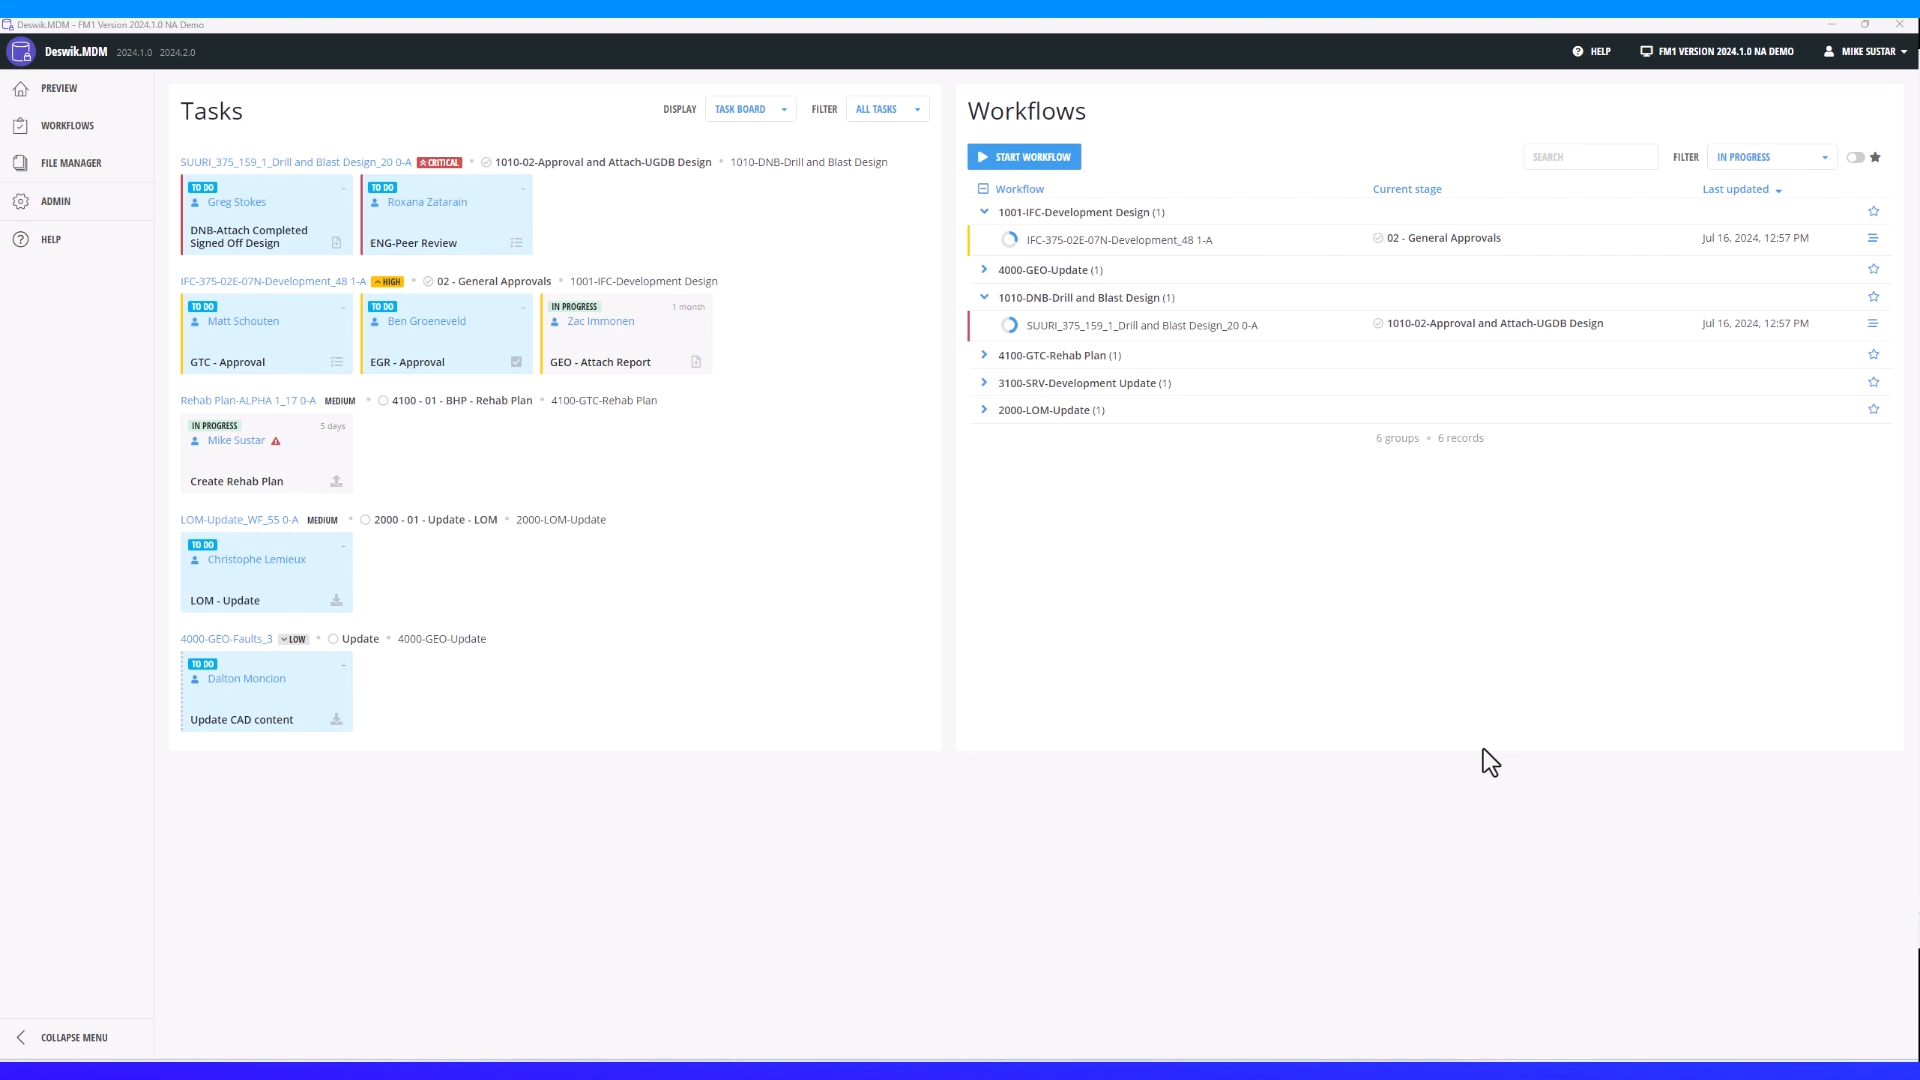 Deswik.MDM - FM1 Version 2024.1.0 NA Demo
Deswik.MDM 2024.1.0 2024.2.0
HELP
FM1 VERSION 2024.1.0 NA DEMO
MIKE SUSTAR
PREVIEW
WORKFLOWS
FILE MANAGER
ADMIN
HELP
COLLAPSE MENU
Tasks
DISPLAY TASK BOARD FILTER ALL TASKS
SUURI_375_159_1_Drill and Blast Design_20 0-A CRITICAL • 1010-02-Approval and Attach-UGDB Design • 1010-DNB-Drill and Blast Design
TO DO -
Greg Stokes
DNB-Attach Completed
Signed Off Design
TO DO -
Roxana Zatarain
ENG-Peer Review
IFC-375-02E-07N-Development_48 1-A HIGH • 02 - General Approvals • 1001-IFC-Development Design
TO DO -
Matt Schouten
GTC - Approval
TO DO -
Ben Groeneveld
EGR - Approval
IN PROGRESS 1 month
Zac Immonen
GEO - Attach Report
Rehab Plan-ALPHA 1_17 0-A MEDIUM • 4100 - 01 - BHP - Rehab Plan • 4100-GTC-Rehab Plan
IN PROGRESS 5 days
Mike Sustar
Create Rehab Plan
LOM-Update_WF_55 0-A MEDIUM • 2000 - 01 - Update - LOM • 2000-LOM-Update
TO DO -
Christophe Lemieux
LOM - Update
4000-GEO-Faults_3 LOW • Update • 4000-GEO-Update
TO DO -
Dalton Moncion
Update CAD content
Workflows
START WORKFLOW
SEARCH
FILTER IN PROGRESS
Workflow Current stage Last updated
1001-IFC-Development Design (1)
IFC-375-02E-07N-Development_48 1-A 02 - General Approvals Jul 16, 2024, 12:57 PM
4000-GEO-Update (1)
1010-DNB-Drill and Blast Design (1)
SUURI_375_159_1_Drill and Blast Design_20 0-A 1010-02-Approval and Attach-UGDB Design Jul 16, 2024, 12:57 PM
4100-GTC-Rehab Plan (1)
3100-SRV-Development Update (1)
2000-LOM-Update (1)
6 groups • 6 records